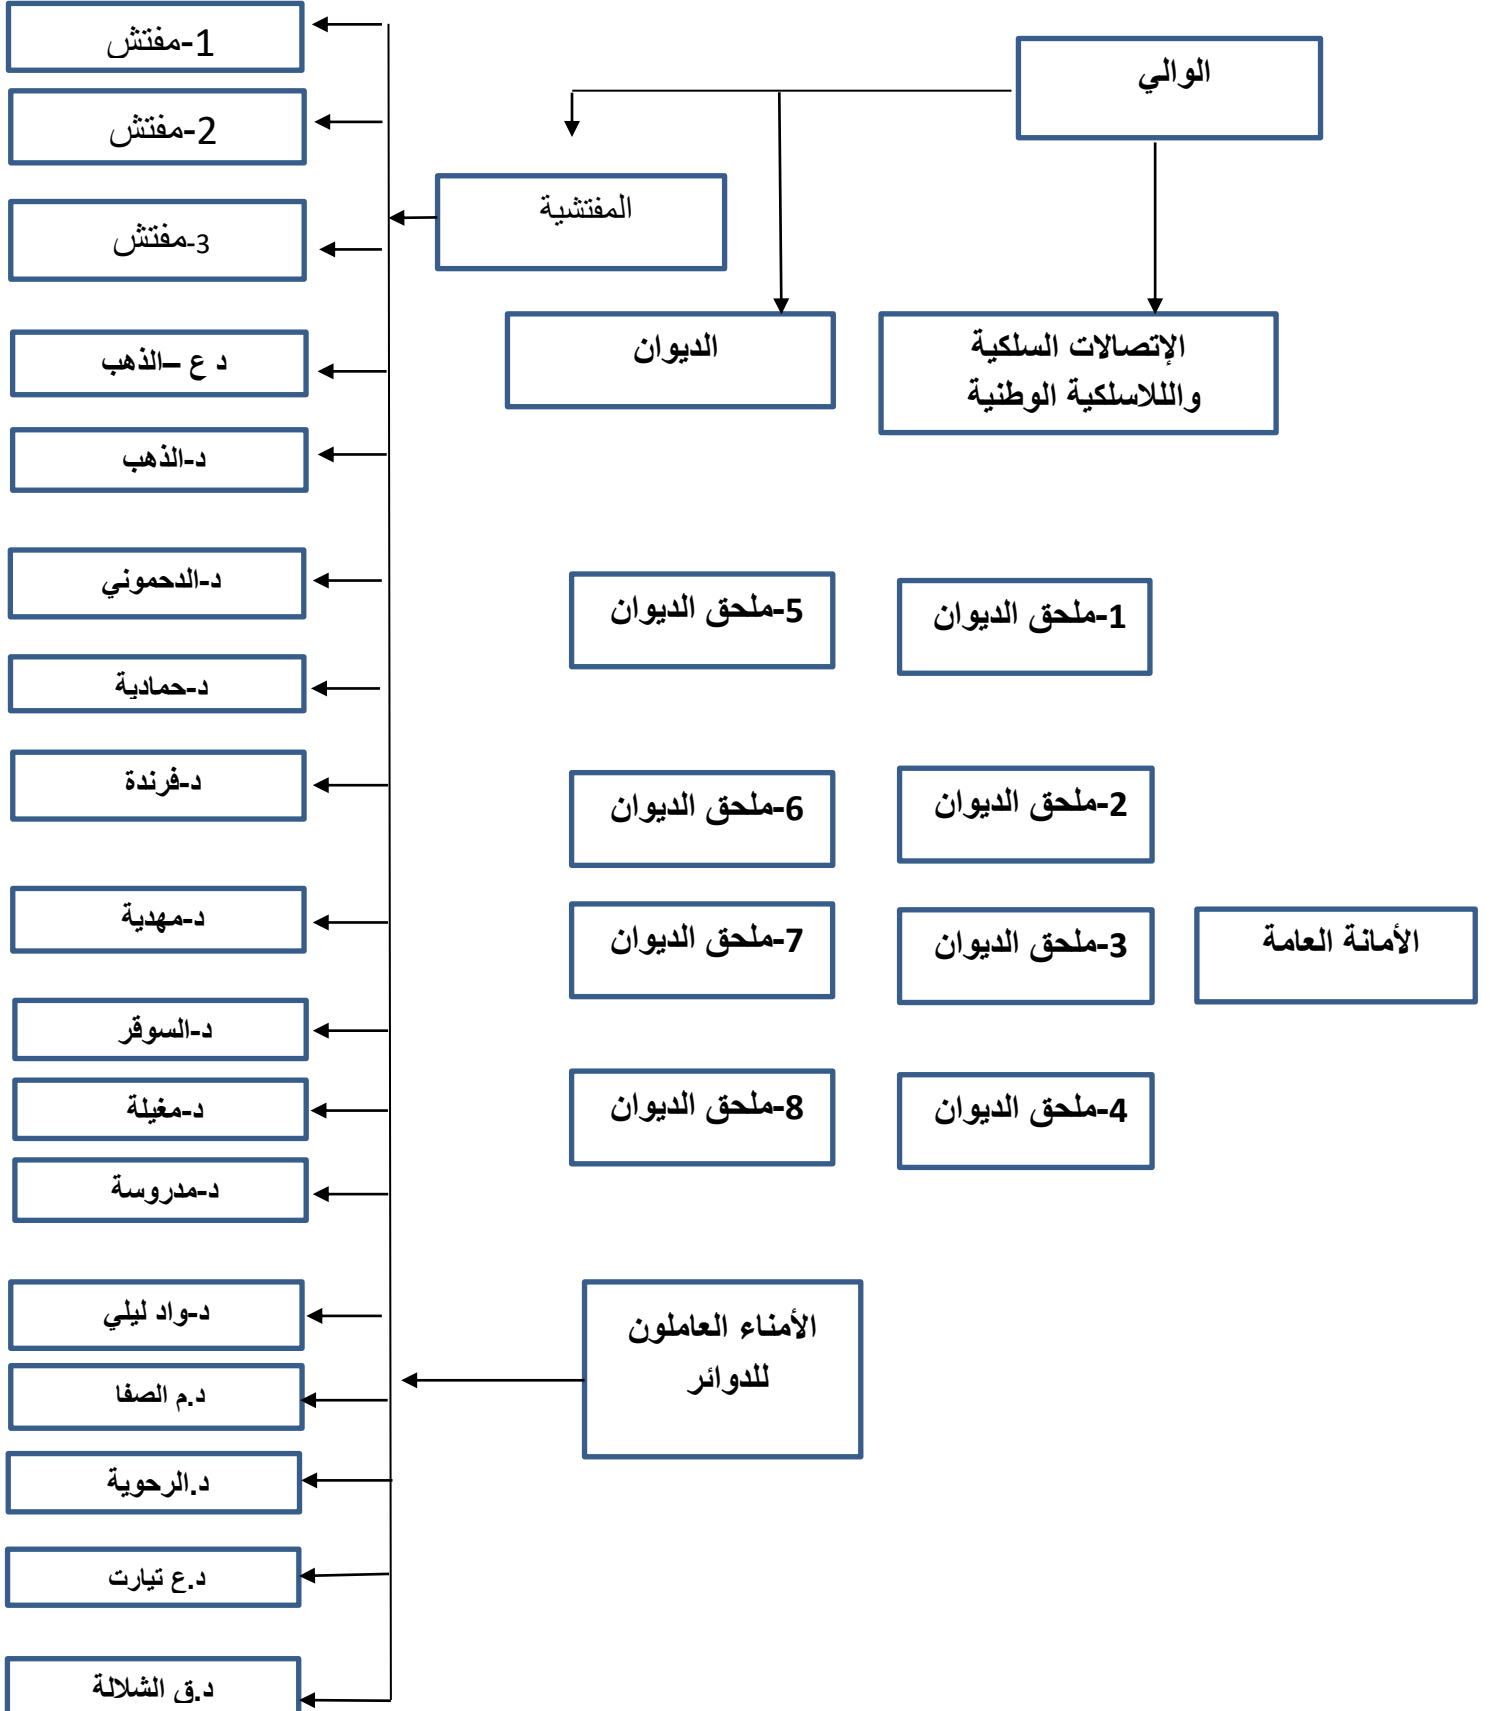 الوالي
المفتشية
الديوان
الإتصالات السلكية
واللاسلكية الوطنية
1-ملحق الديوان
5-ملحق الديوان
2-ملحق الديوان
6-ملحق الديوان
الأمانة العامة
3-ملحق الديوان
7-ملحق الديوان
4-ملحق الديوان
8-ملحق الديوان
الأمناء العاملون
للدوائر
1-مفتش
2-مفتش
3-مفتش
د ع –الذهب
د-الذهب
د-الدحموني
د-حمادية
د-فرندة
د-مهدية
د-السوقر
د-مغيلة
د-مدروسة
د-واد ليلي
د.م الصفا
د.الرحوية
د.ع تيارت
د.ق الشلالة